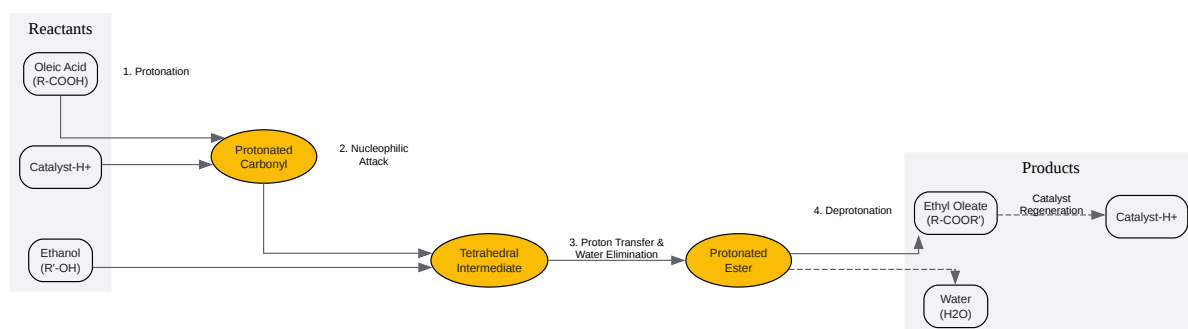 Reactants
Oleic Acid
(R-COOH)
1. Protonation
Catalyst-H+
Protonated
Carbonyl
2. Nucleophilic
Attack
Ethanol
(R'-OH)
Tetrahedral
Intermediate
3. Proton Transfer &
Water Elimination
Protonated
Ester
4. Deprotonation
Products
Ethyl Oleate
(R-COOR')
Catalyst
Regeneration
Catalyst-H+
Water
(H2O)